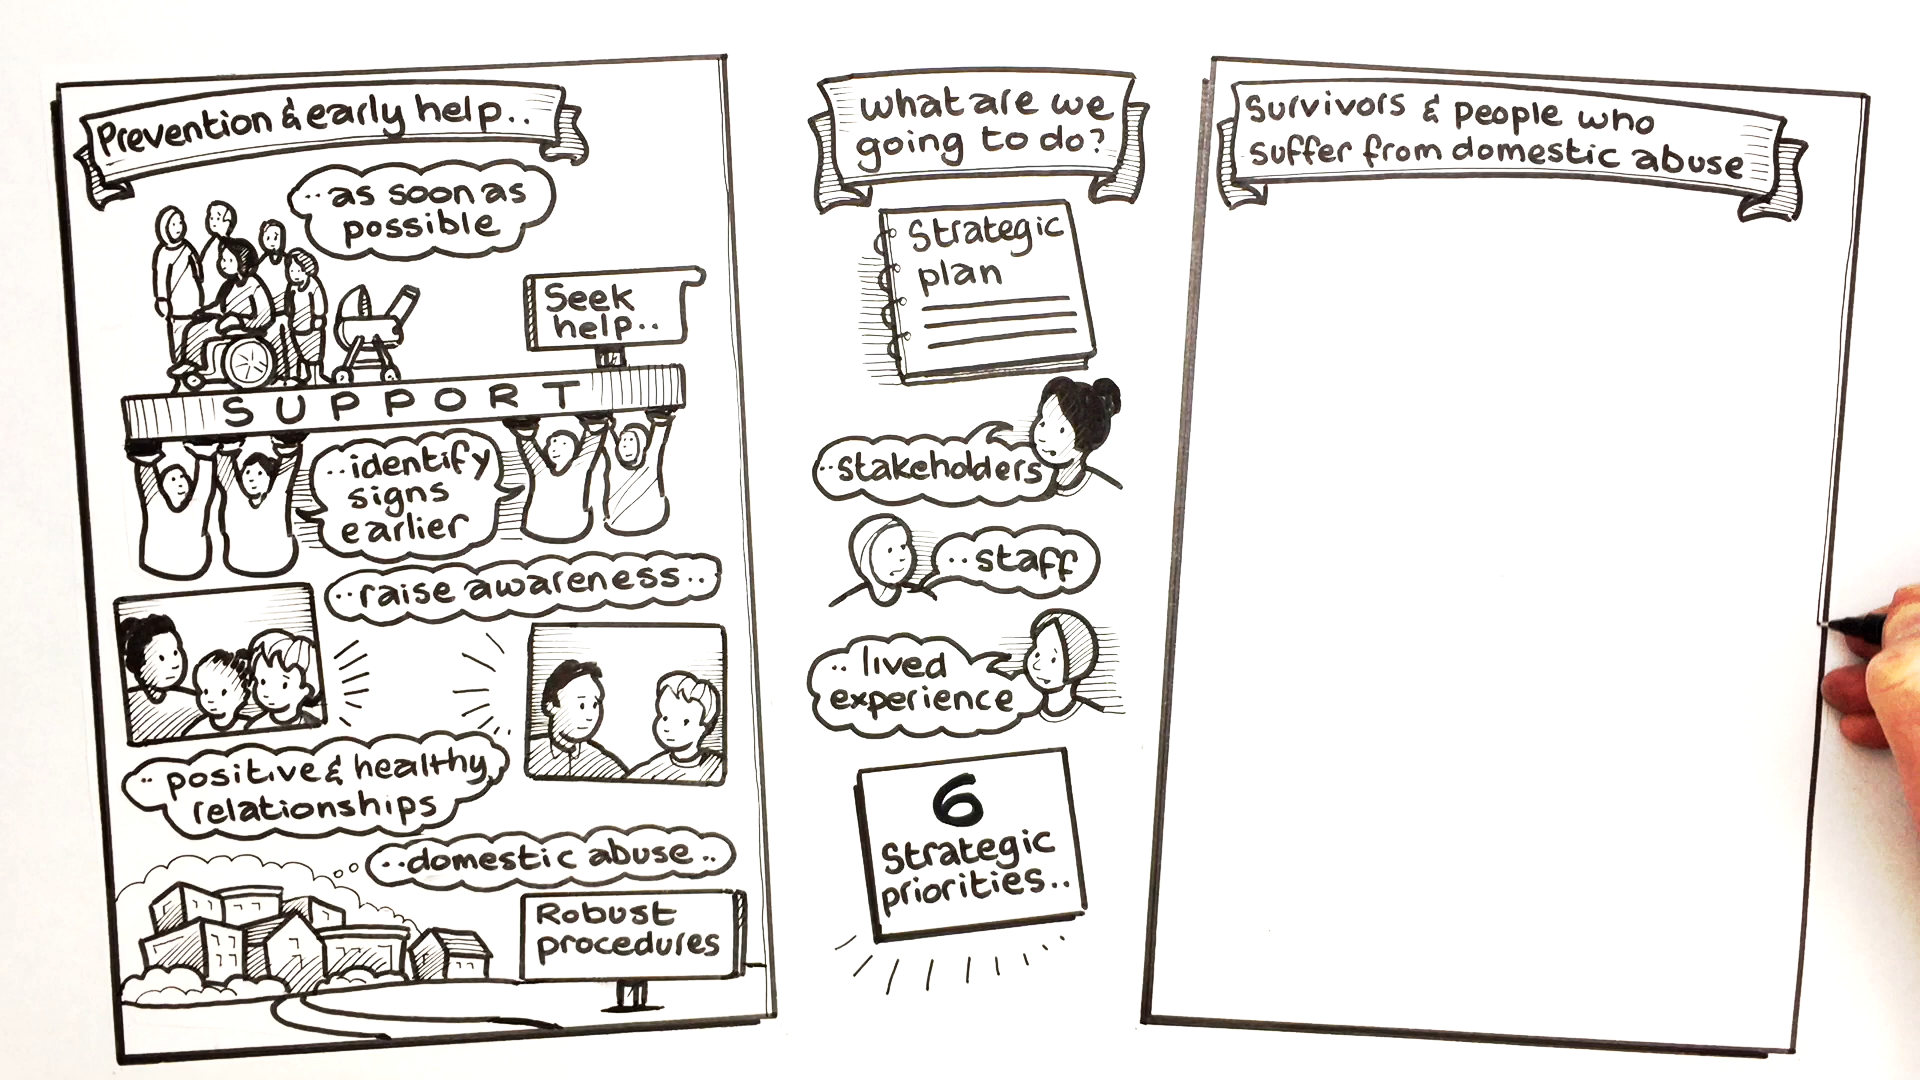 Prevention & early help..
..as soon as
possible
Seek
help..
SUPPORT
..identify
signs
earlier
..raise awareness..
..positive & healthy
relationships
..domestic abuse..
Robust
procedures
what are we
going to do?
Strategic
plan
..stakeholders
..staff
..lived
experience
6
Strategic
priorities..
Survivors & people who
suffer from domestic abuse